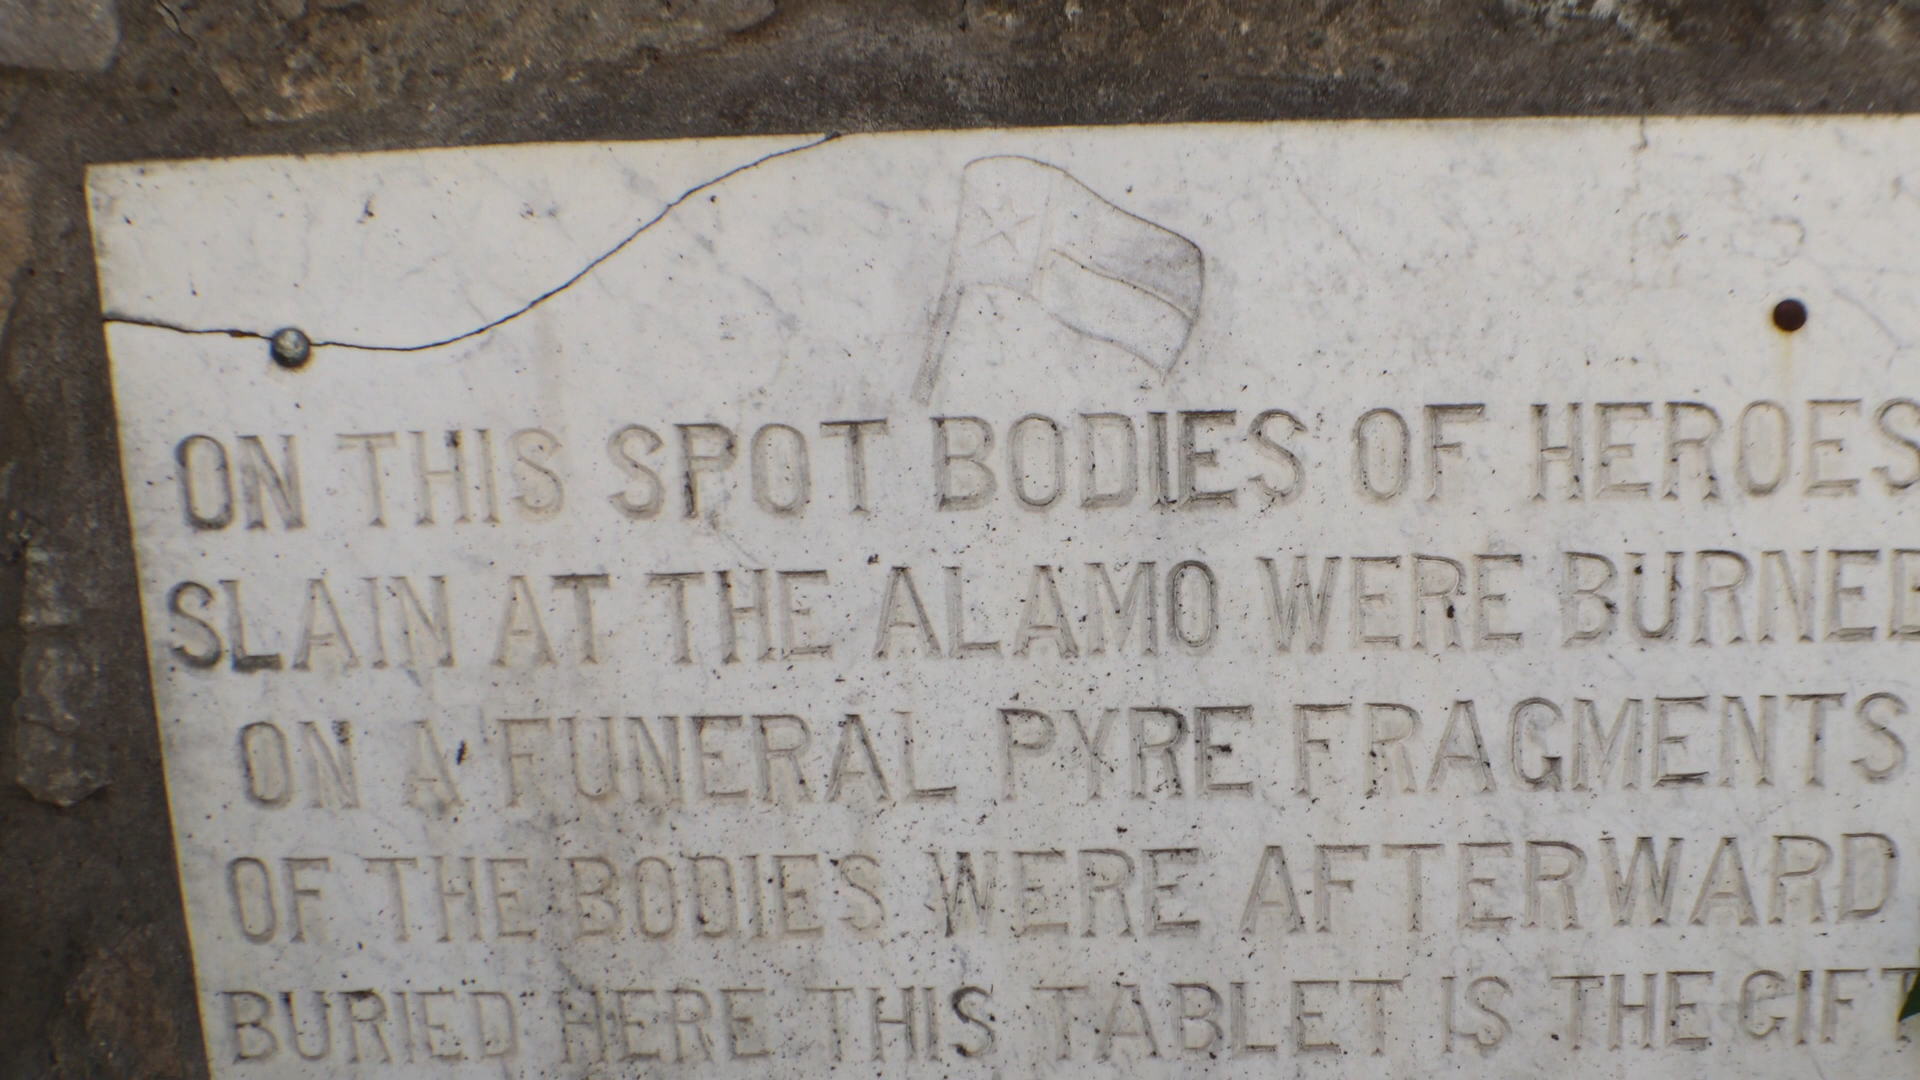 ON THIS SPOT BODIES OF HEROES
SLAIN AT THE ALAMO WERE BURNED
ON A FUNERAL PYRE FRAGMENTS
OF THE BODIES WERE AFTERWARD
BURIED HERE THIS TABLET IS THE GIFT